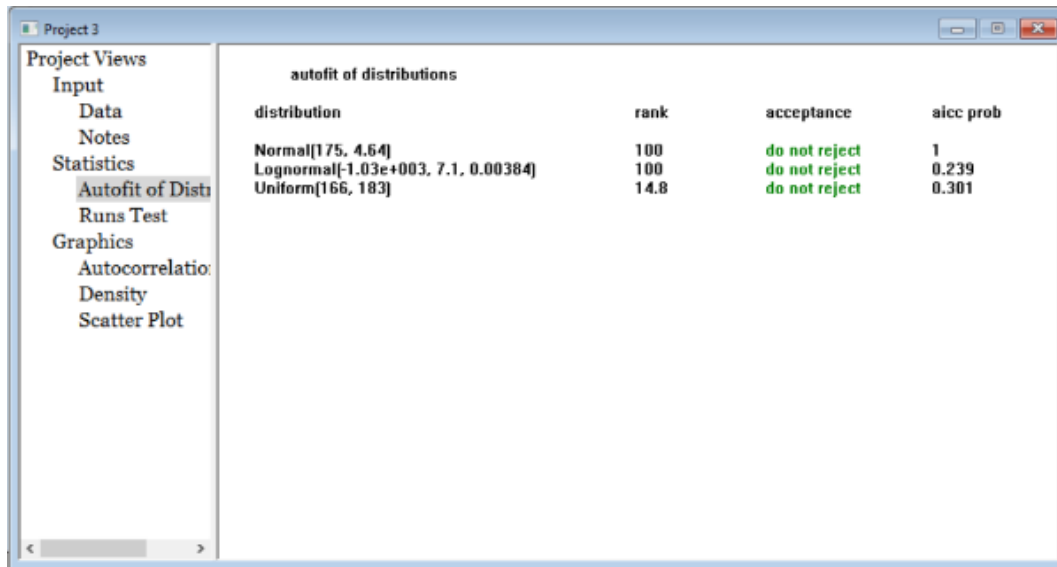 Project 3
Project Views
Input
Data
Notes
Statistics
Autofit of Distr
Runs Test
Graphics
Autocorrelation
Density
Scatter Plot
autofit of distributions
distribution rank acceptance aicc prob
Normal(175, 4.64) 100 do not reject 1
Lognormal(-1.03e+003, 7.1, 0.00384) 100 do not reject 0.239
Uniform(166, 183) 14.8 do not reject 0.301